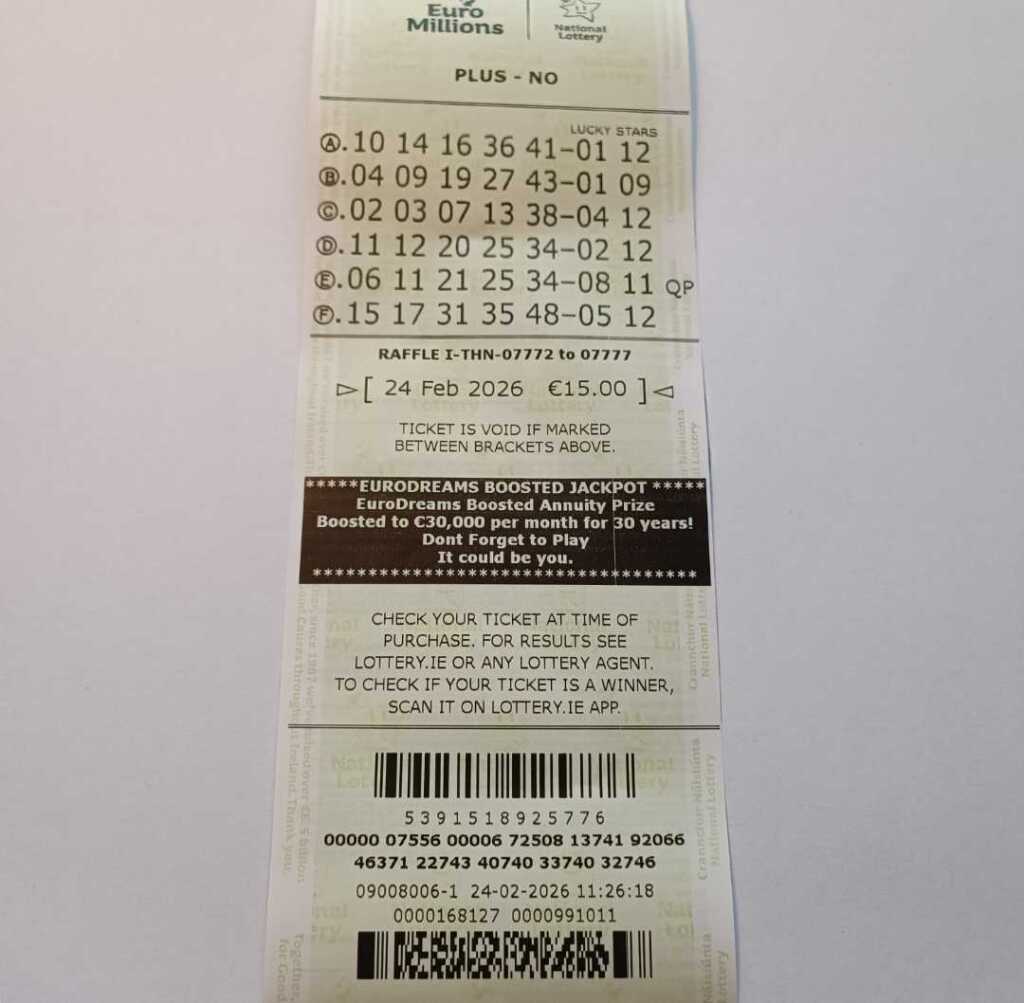 Euro
Millions
National
Lottery
PLUS - NO
LUCKY STARS
Ⓐ.10 14 16 36 41-01 12
Ⓑ.04 09 19 27 43-01 09
Ⓒ.02 03 07 13 38-04 12
Ⓓ.11 12 20 25 34-02 12
Ⓔ.06 11 21 25 34-08 11 QP
Ⓕ.15 17 31 35 48-05 12
RAFFLE I-THN-07772 to 07777
▷[ 24 Feb 2026 €15.00 ]◁
TICKET IS VOID IF MARKED
BETWEEN BRACKETS ABOVE.
*****EURODREAMS BOOSTED JACKPOT *****
EuroDreams Boosted Annuity Prize
Boosted to €30,000 per month for 30 years!
Dont Forget to Play
It could be you.
************************************
CHECK YOUR TICKET AT TIME OF
PURCHASE. FOR RESULTS SEE
LOTTERY.IE OR ANY LOTTERY AGENT.
TO CHECK IF YOUR TICKET IS A WINNER,
SCAN IT ON LOTTERY.IE APP.
5391518925776
00000 07556 00006 72508 13741 92066
46371 22743 40740 33740 32746
09008006-1 24-02-2026 11:26:18
0000168127 0000991011
Crannchur Náisiúnta
National Lottery